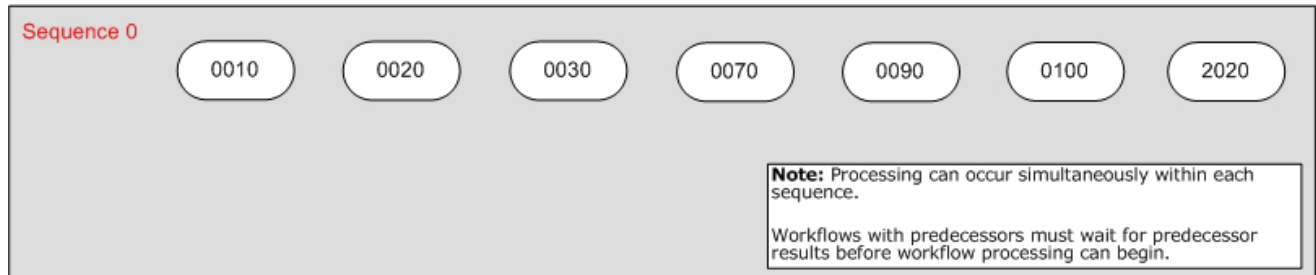 Sequence 0
0010 0020 0030 0070 0090 0100 2020
Note: Processing can occur simultaneously within each
sequence.
Workflows with predecessors must wait for predecessor
results before workflow processing can begin.